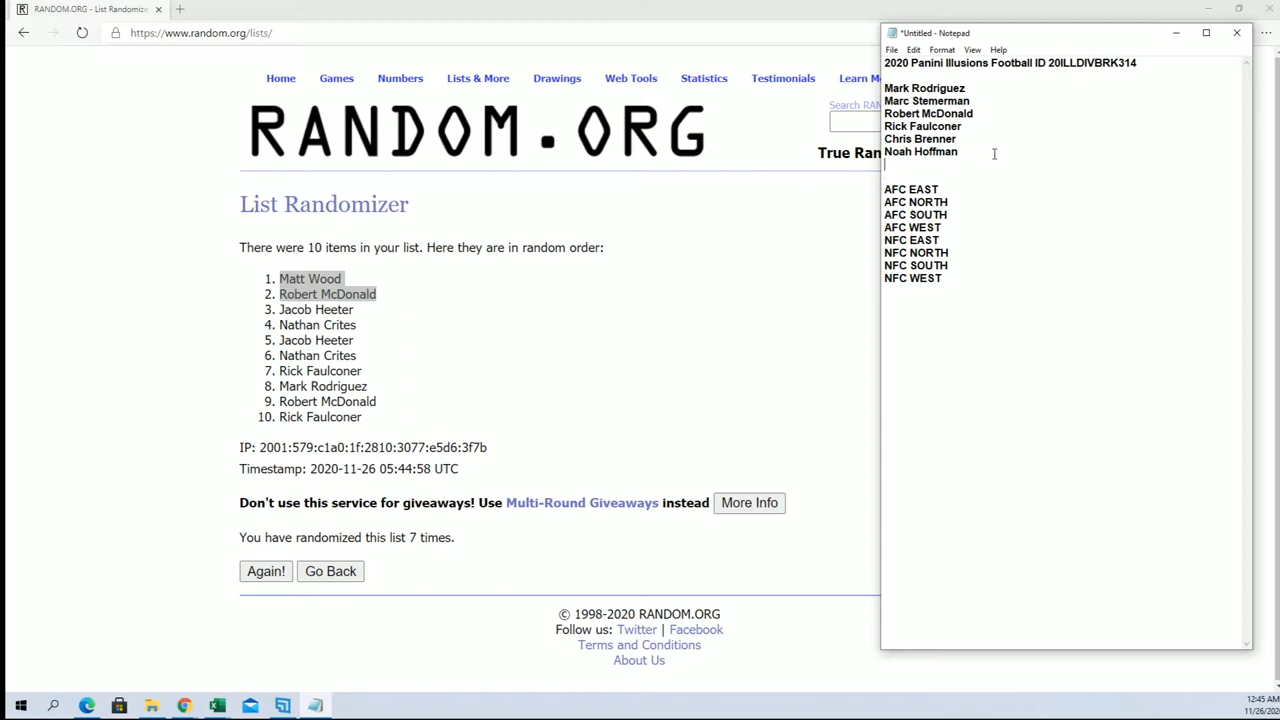 RANDOM.ORG - List Randomizer
https://www.random.org/lists/
Home Games Numbers Lists & More Drawings Web Tools Statistics Testimonials Learn
Search
RANDOM.ORG
True
List Randomizer
There were 10 items in your list. Here they are in random order:
1. Matt Wood
2. Robert McDonald
3. Jacob Heeter
4. Nathan Crites
5. Jacob Heeter
6. Nathan Crites
7. Rick Faulconer
8. Mark Rodriguez
9. Robert McDonald
10. Rick Faulconer
IP: 2001:579:c1a0:1f:2810:3077:e5d6:3f7b
Timestamp: 2020-11-26 05:44:58 UTC
Don't use this service for giveaways! Use Multi-Round Giveaways instead More Info
You have randomized this list 7 times.
Again! Go Back
© 1998-2020 RANDOM.ORG
Follow us: Twitter | Facebook
Terms and Conditions
About Us
*Untitled - Notepad
File Edit Format View Help
2020 Panini Illusions Football ID 20ILLDIVBRK314
Mark Rodriguez
Marc Stemerman
Robert McDonald
Rick Faulconer
Chris Brenner
Noah Hoffman
AFC EAST
AFC NORTH
AFC SOUTH
AFC WEST
NFC EAST
NFC NORTH
NFC SOUTH
NFC WEST
12:45 AM